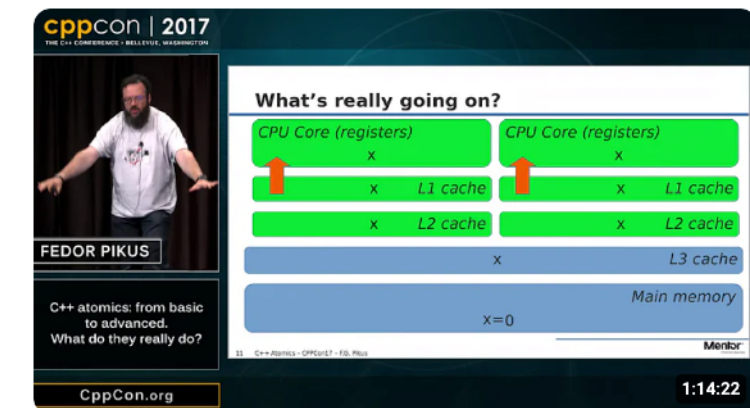 cppcon | 2017
THE C++ CONFERENCE • BELLEVUE, WASHINGTON
FEDOR PIKUS
C++ atomics: from basic
to advanced.
What do they really do?
CppCon.org
What's really going on?
CPU Core (registers)
x
CPU Core (registers)
x
x L1 cache
x L1 cache
x L2 cache
x L2 cache
x L3 cache
Main memory
x=0
11 C++ Atomics - CPPCon17 - F.G. Pikus
Mentor
1:14:22